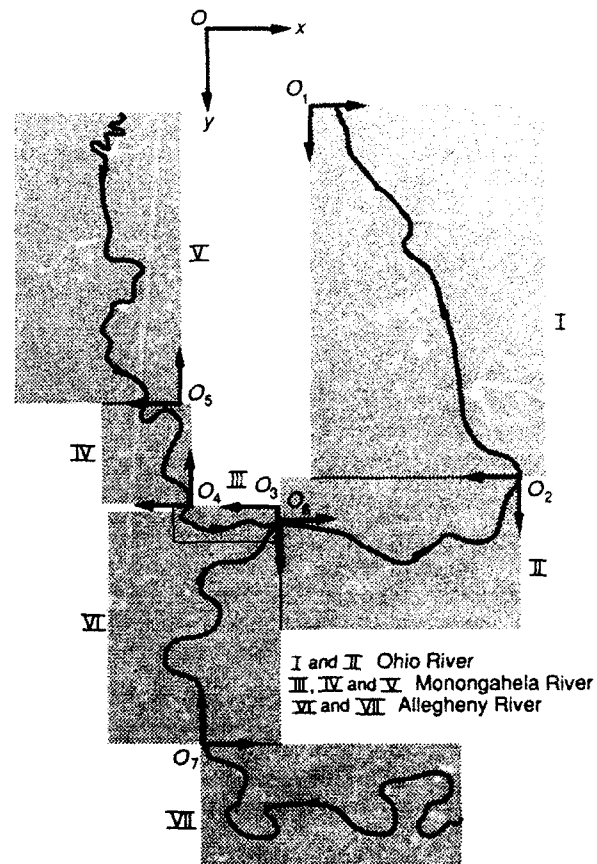 O x
y
O1
V
I
O5
IV
III O3
O4
O2
II
VI
I and II Ohio River
III, IV and V Monongahela River
VI and VII Allegheny River
O7
VII